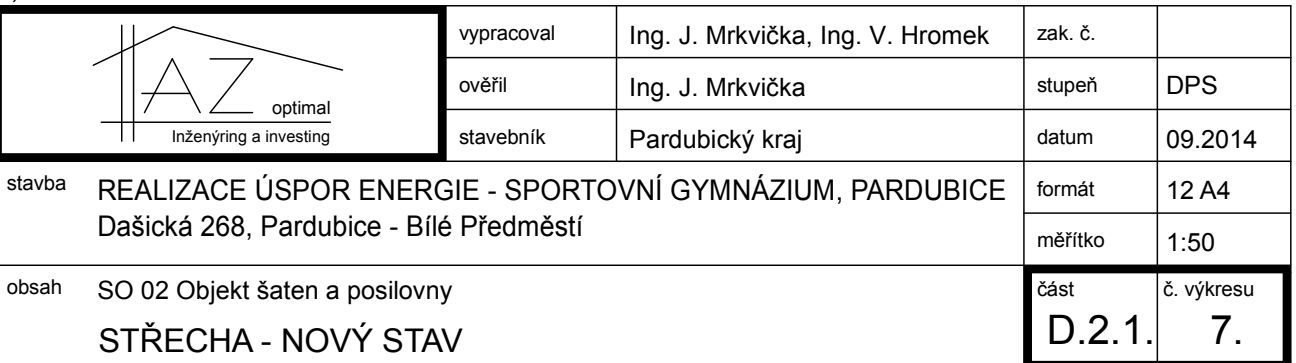 AZ
optimal
Inženýring a investing
vypracoval Ing. J. Mrkvička, Ing. V. Hromek zak. č.
ověřil Ing. J. Mrkvička stupeň DPS
stavebník Pardubický kraj datum 09.2014
stavba REALIZACE ÚSPOR ENERGIE - SPORTOVNÍ GYMNÁZIUM, PARDUBICE formát 12 A4
Dašická 268, Pardubice - Bílé Předměstí měřítko 1:50
obsah SO 02 Objekt šaten a posilovny část č. výkresu
STŘECHA - NOVÝ STAV D.2.1. 7.